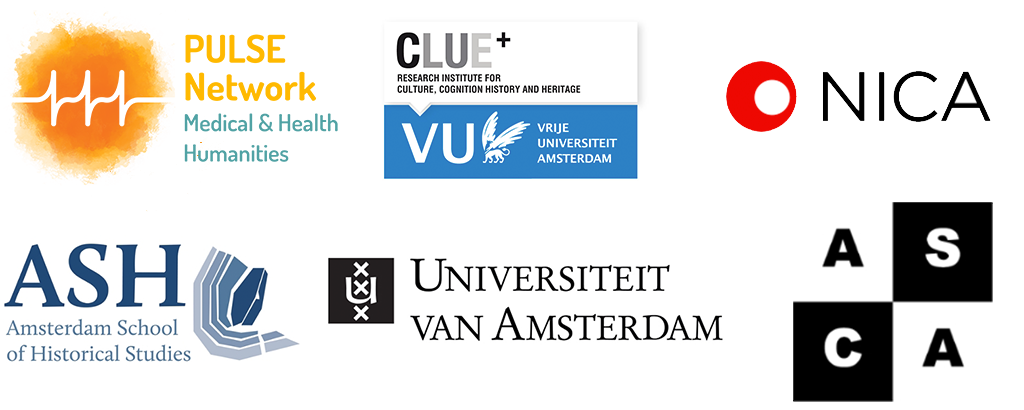 PULSE
Network
Medical & Health
Humanities
CLUE+
RESEARCH INSTITUTE FOR
CULTURE, COGNITION HISTORY AND HERITAGE
VU
VRIJE
UNIVERSITEIT
AMSTERDAM
NICA
ASH
Amsterdam School
of Historical Studies
U
UNIVERSITEIT
VAN AMSTERDAM
A S
C A